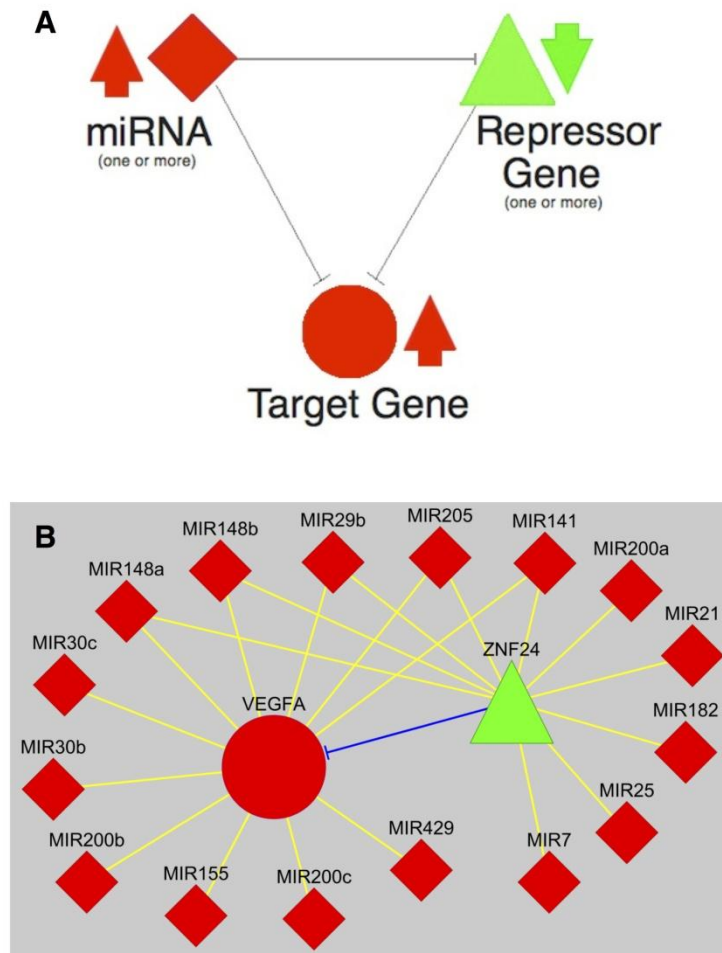 A
miRNA
(one or more)
Repressor
Gene
(one or more)
Target Gene
B
MIR148b
MIR29b
MIR205
MIR141
MIR148a
MIR200a
MIR21
MIR30c
ZNF24
VEGFA
MIR182
MIR30b
MIR25
MIR200b
MIR429
MIR7
MIR155
MIR200c